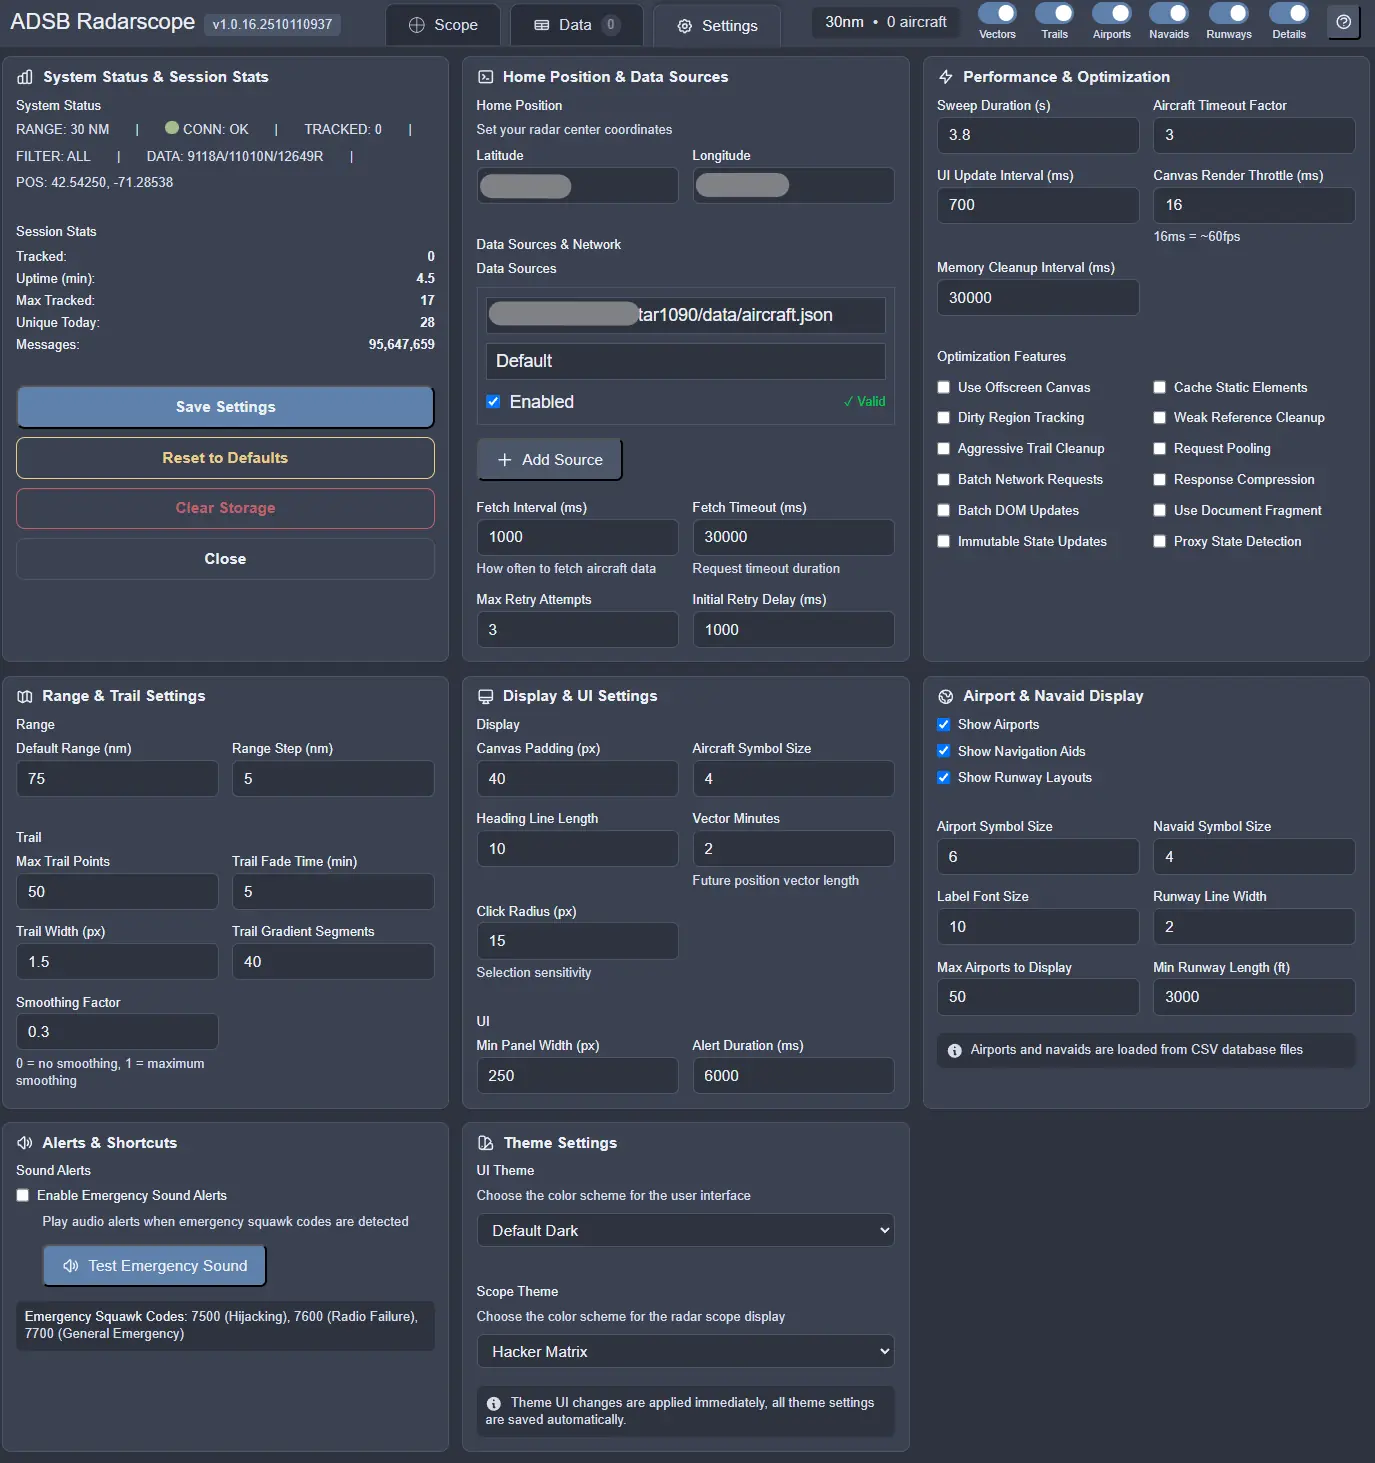 ADSB Radarscope v1.0.16.2510110937
Scope
Data 0
Settings
30nm • 0 aircraft
Vectors
Trails
Airports
Navaids
Runways
Details
System Status & Session Stats
System Status
RANGE: 30 NM | CONN: OK | TRACKED: 0 |
FILTER: ALL | DATA: 9118A/11010N/12649R |
POS: 42.54250, -71.28538
Session Stats
Tracked: 0
Uptime (min): 4.5
Max Tracked: 17
Unique Today: 28
Messages: 95,647,659
Save Settings
Reset to Defaults
Clear Storage
Close
Home Position & Data Sources
Home Position
Set your radar center coordinates
Latitude Longitude
Data Sources & Network
Data Sources
tar1090/data/aircraft.json
Default
Enabled ✓ Valid
+ Add Source
Fetch Interval (ms) Fetch Timeout (ms)
1000 30000
How often to fetch aircraft data Request timeout duration
Max Retry Attempts Initial Retry Delay (ms)
3 1000
Performance & Optimization
Sweep Duration (s) Aircraft Timeout Factor
3.8 3
UI Update Interval (ms) Canvas Render Throttle (ms)
700 16
16ms = ~60fps
Memory Cleanup Interval (ms)
30000
Optimization Features
Use Offscreen Canvas Cache Static Elements
Dirty Region Tracking Weak Reference Cleanup
Aggressive Trail Cleanup Request Pooling
Batch Network Requests Response Compression
Batch DOM Updates Use Document Fragment
Immutable State Updates Proxy State Detection
Range & Trail Settings
Range
Default Range (nm) Range Step (nm)
75 5
Trail
Max Trail Points Trail Fade Time (min)
50 5
Trail Width (px) Trail Gradient Segments
1.5 40
Smoothing Factor
0.3
0 = no smoothing, 1 = maximum
smoothing
Display & UI Settings
Display
Canvas Padding (px) Aircraft Symbol Size
40 4
Heading Line Length Vector Minutes
10 2
Future position vector length
Click Radius (px)
15
Selection sensitivity
UI
Min Panel Width (px) Alert Duration (ms)
250 6000
Airport & Navaid Display
Show Airports
Show Navigation Aids
Show Runway Layouts
Airport Symbol Size Navaid Symbol Size
6 4
Label Font Size Runway Line Width
10 2
Max Airports to Display Min Runway Length (ft)
50 3000
Airports and navaids are loaded from CSV database files
Alerts & Shortcuts
Sound Alerts
Enable Emergency Sound Alerts
Play audio alerts when emergency squawk codes are detected
Test Emergency Sound
Emergency Squawk Codes: 7500 (Hijacking), 7600 (Radio Failure),
7700 (General Emergency)
Theme Settings
UI Theme
Choose the color scheme for the user interface
Default Dark
Scope Theme
Choose the color scheme for the radar scope display
Hacker Matrix
Theme UI changes are applied immediately, all theme settings
are saved automatically.